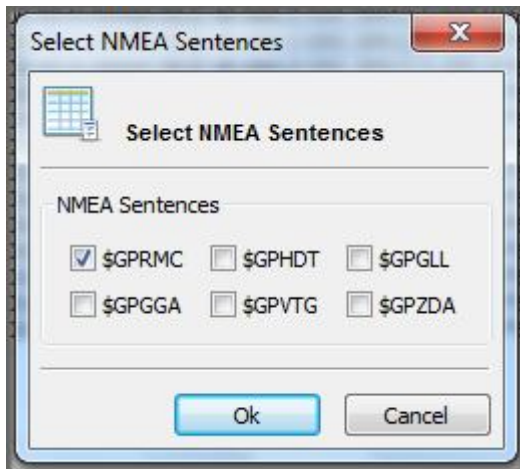 Select NMEA Sentences
Select NMEA Sentences
NMEA Sentences
$GPRMC $GPHDT $GPGLL
$GPGGA $GPVTG $GPZDA
Ok Cancel